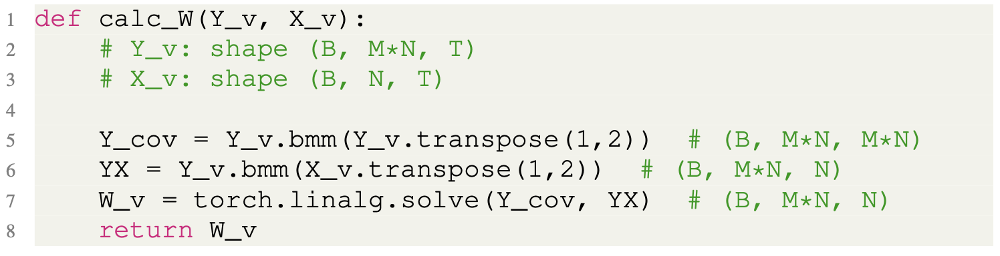 1 def calc_W(Y_v, X_v):
2     # Y_v: shape (B, M*N, T)
3     # X_v: shape (B, N, T)
4
5     Y_cov = Y_v.bmm(Y_v.transpose(1,2))  # (B, M*N, M*N)
6     YX = Y_v.bmm(X_v.transpose(1,2))  # (B, M*N, N)
7     W_v = torch.linalg.solve(Y_cov, YX)  # (B, M*N, N)
8     return W_v